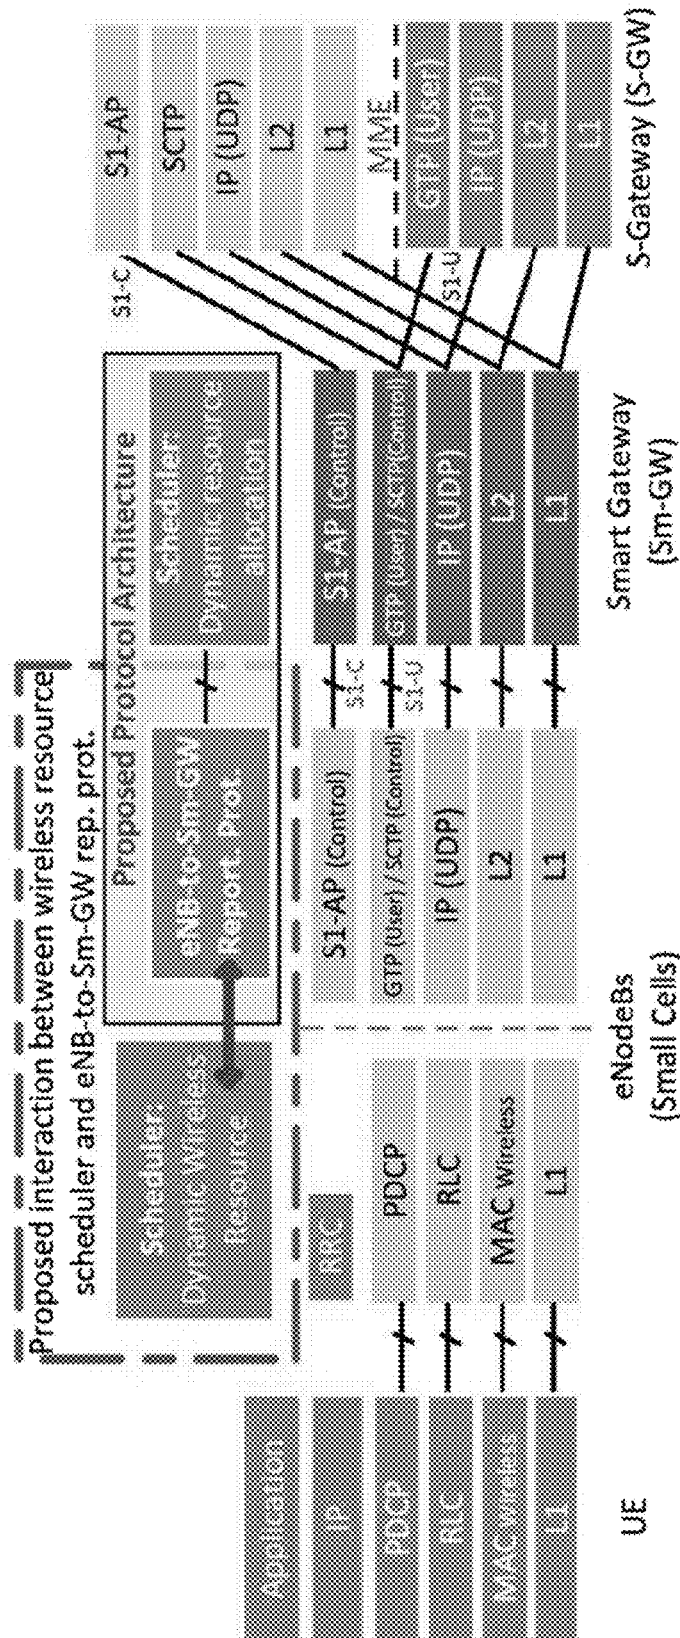 Proposed interaction between wireless resource
scheduler and eNB-to-Sm-GW rep. prot.
Scheduler:
Dynamic Wireless
Resource
Proposed Protocol Architecture
eNB-to-Sm-GW
Report. Prot.
Scheduler
Dynamic resource
allocation
Application
IP
PDCP
RLC
MAC Wireless
L1
UE
RRC
PDCP
RLC
MAC Wireless
L1
S1-AP (Control)
GTP (User) / SCTP (Control)
IP (UDP)
L2
L1
eNodeBs
(Small Cells)
S1-C
S1-U
S1-AP (Control)
GTP (User) / SCTP (Control)
IP (UDP)
L2
L1
Smart Gateway
(Sm-GW)
S1-C
S1-U
S1-AP
SCTP
IP (UDP)
L2
L1
MME
GTP (User)
IP (UDP)
L2
L1
S-Gateway (S-GW)